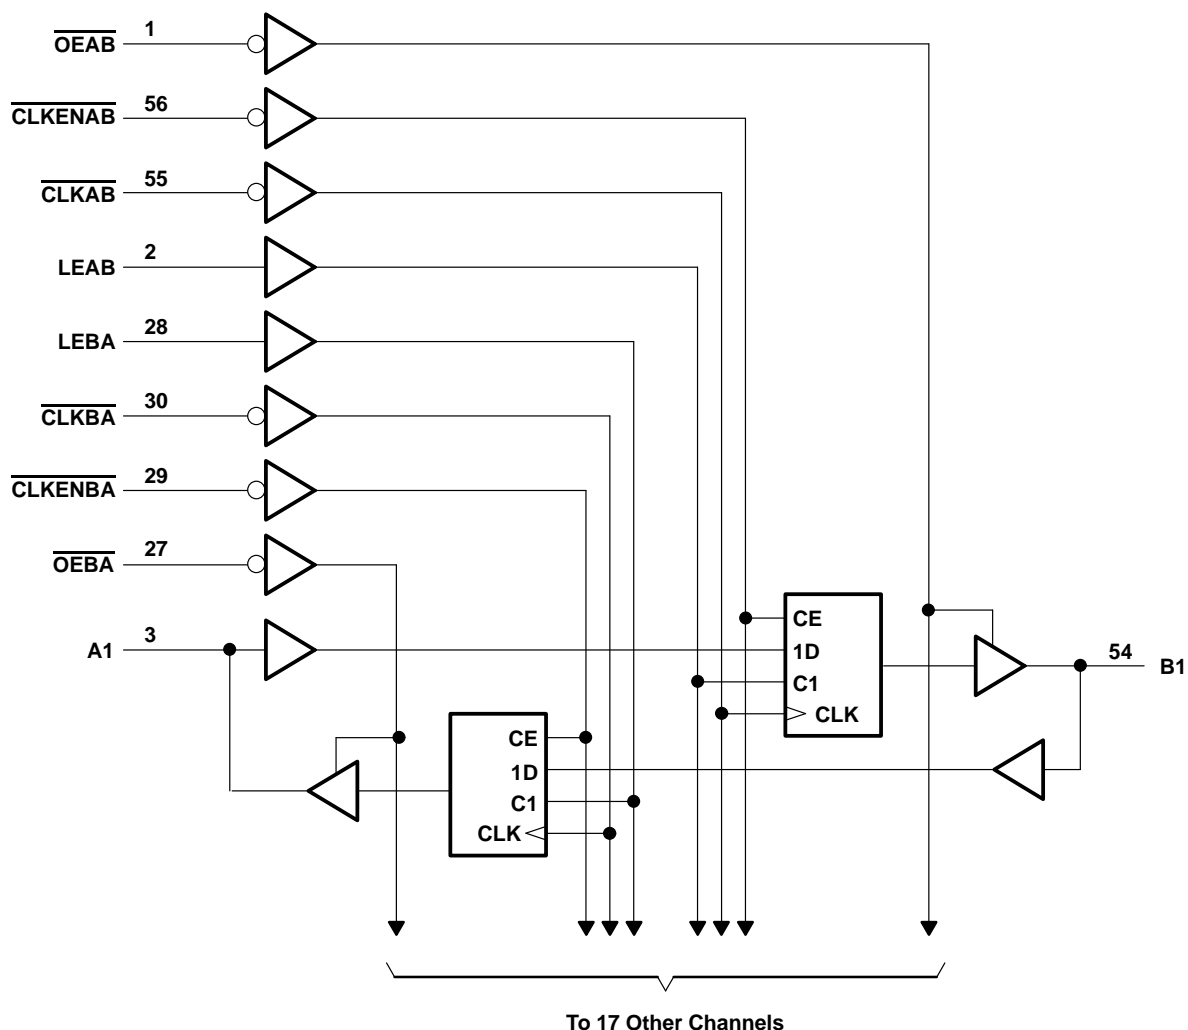 OEAB 1
CLKENAB 56
CLKAB 55
LEAB 2
LEBA 28
CLKBA 30
CLKENBA 29
OEBA 27
A1 3
CE
1D
C1
CLK
54 B1
CE
1D
C1
CLK
To 17 Other Channels